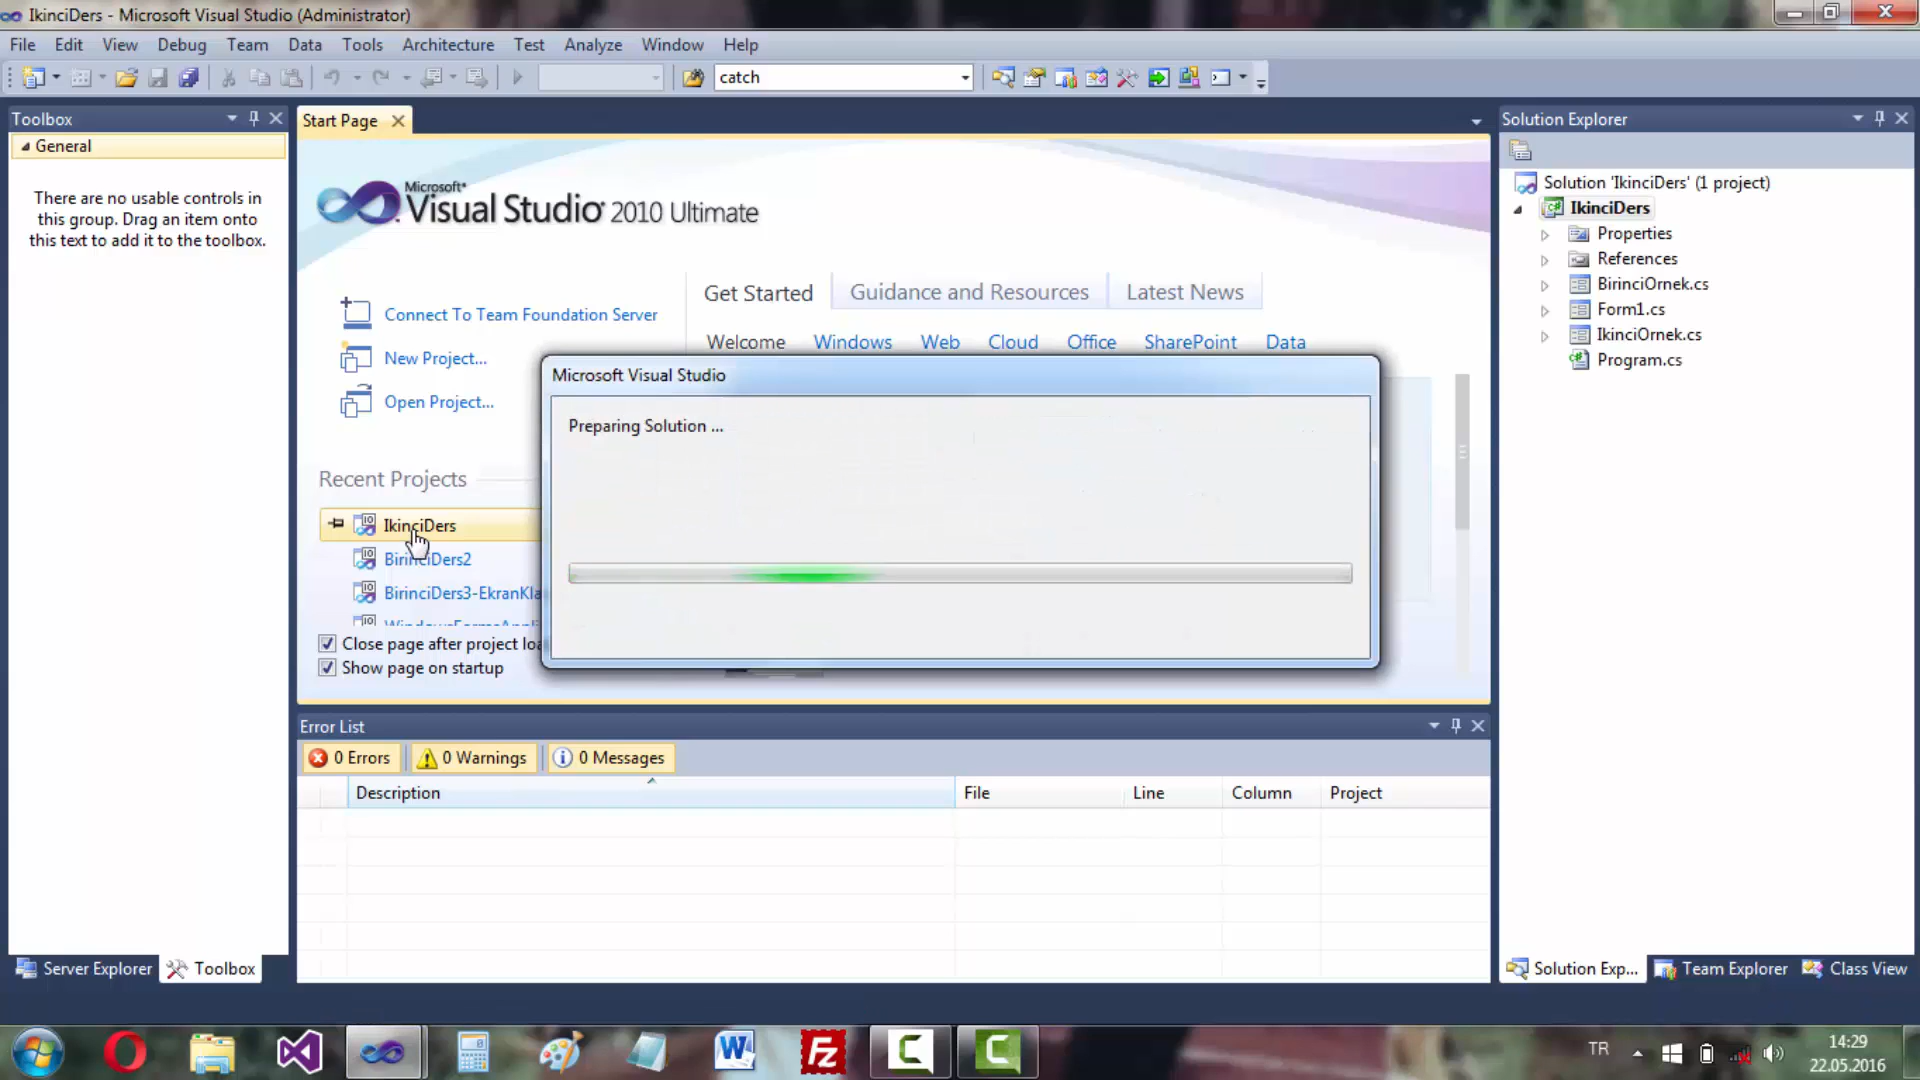 IkinciDers - Microsoft Visual Studio (Administrator)
File Edit View Debug Team Data Tools Architecture Test Analyze Window Help
catch
Toolbox
General
There are no usable controls in
this group. Drag an item onto
this text to add it to the toolbox.
Server Explorer Toolbox
Start Page
Microsoft
Visual Studio 2010 Ultimate
Connect To Team Foundation Server
New Project...
Open Project...
Recent Projects
IkinciDers
BirinciDers2
BirinciDers3-EkranKla
Close page after project loa
Show page on startup
Get Started Guidance and Resources Latest News
Welcome Windows Web Cloud Office SharePoint Data
Microsoft Visual Studio
Preparing Solution ...
Error List
0 Errors 0 Warnings 0 Messages
Description File Line Column Project
Solution Explorer
Solution 'IkinciDers' (1 project)
IkinciDers
Properties
References
BirinciOrnek.cs
Form1.cs
IkinciOrnek.cs
Program.cs
Solution Exp... Team Explorer Class View
TR
14:29
22.05.2016